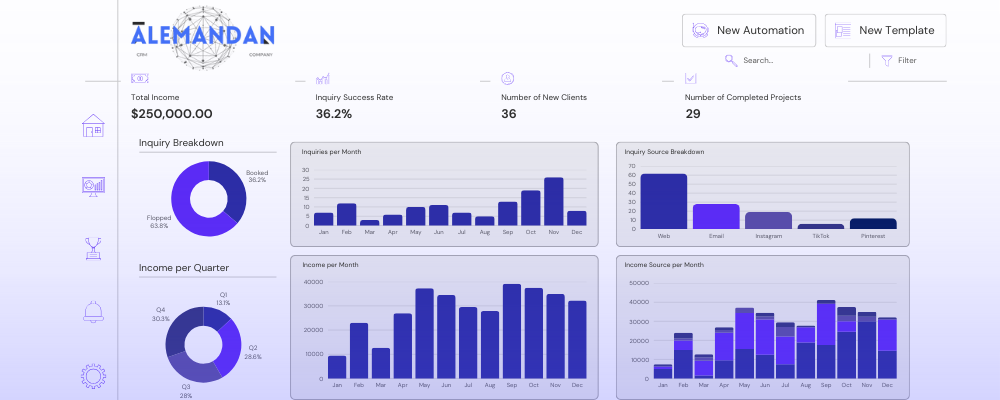 ALEMANDAN
CRM COMPANY
New Automation
New Template
Search...
Filter
Total Income
$250,000.00
Inquiry Success Rate
36.2%
Number of New Clients
36
Number of Completed Projects
29
Inquiry Breakdown
Booked
36.2%
Flopped
63.8%
Inquiries per Month
30
25
20
15
10
5
0
Jan Feb Mar Apr May Jun Jul Aug Sep Oct Nov Dec
Inquiry Source Breakdown
70
60
50
40
30
20
10
0
Web Email Instagram TikTok Pinterest
Income per Quarter
Q1
13.1%
Q4
30.3%
Q2
28.6%
Q3
28%
Income per Month
40000
30000
20000
10000
0
Jan Feb Mar Apr May Jun Jul Aug Sep Oct Nov Dec
Income Source per Month
50000
40000
30000
20000
10000
0
Jan Feb Mar Apr May Jun Jul Aug Sep Oct Nov Dec